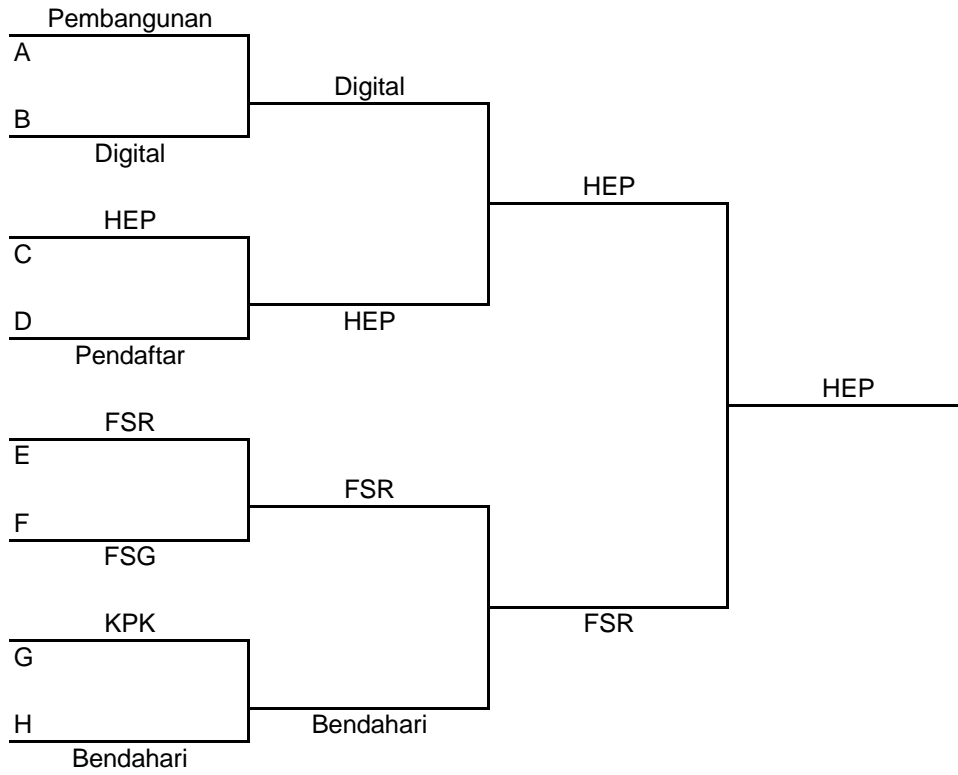 Pembangunan
A
Digital
B
Digital
HEP
HEP
C
D
HEP
Pendaftar
HEP
FSR
E
FSR
F
FSG
KPK
FSR
G
H
Bendahari
Bendahari